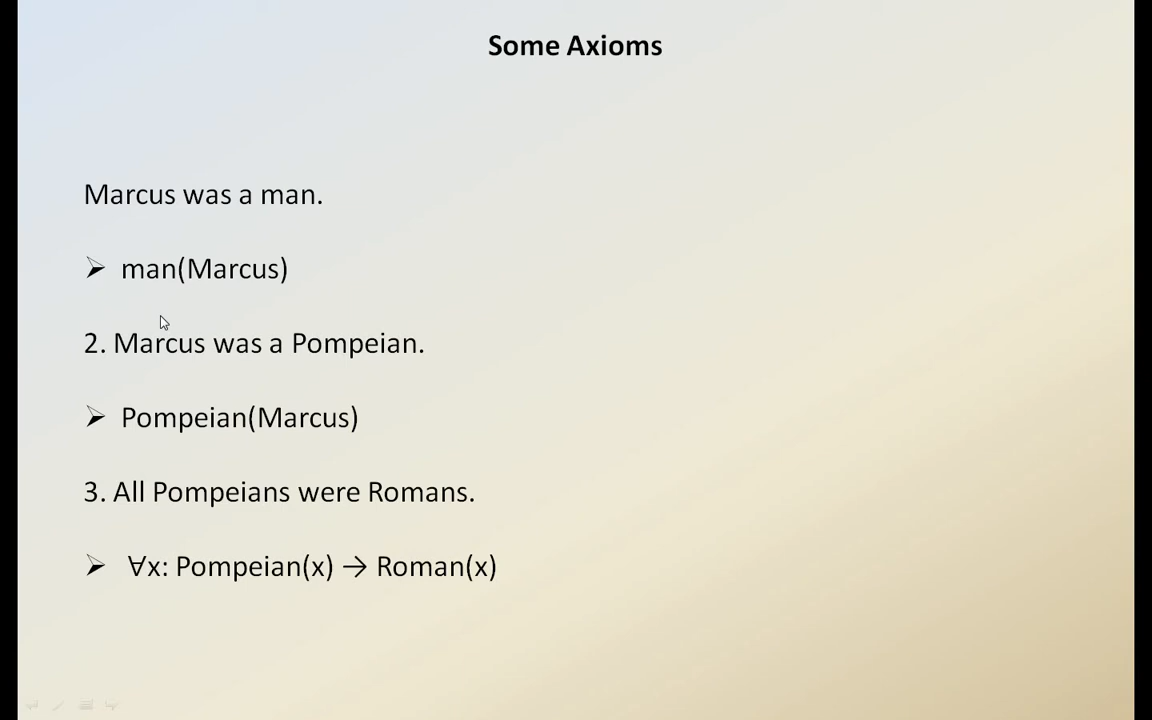 Some Axioms
Marcus was a man.
➢ man(Marcus)
2. Marcus was a Pompeian.
➢ Pompeian(Marcus)
3. All Pompeians were Romans.
➢ ∀x: Pompeian(x) → Roman(x)